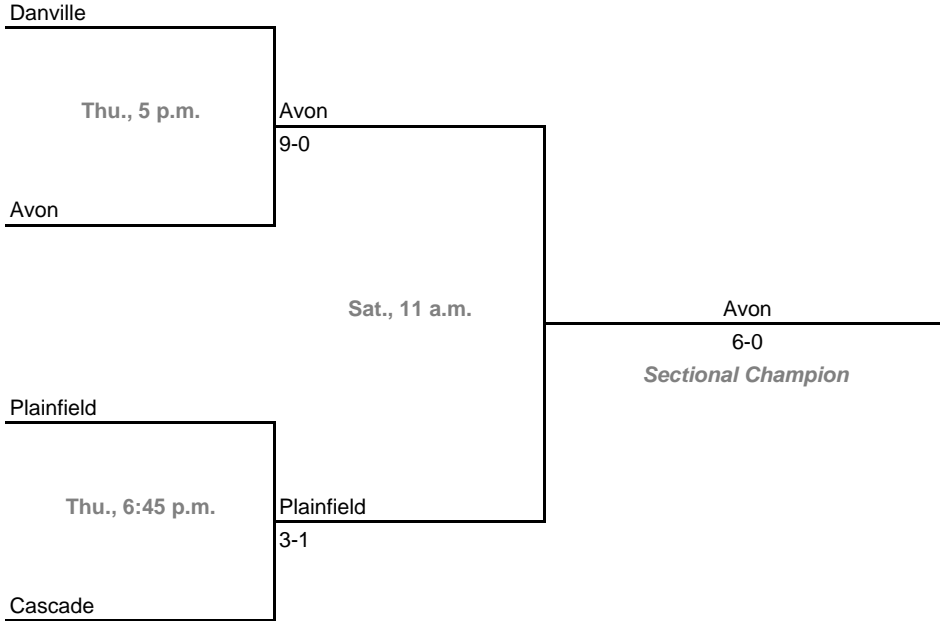 Danville
Thu., 5 p.m.
Avon
9-0
Avon
Sat., 11 a.m.
Avon
6-0
Sectional Champion
Plainfield
Thu., 6:45 p.m.
Plainfield
3-1
Cascade